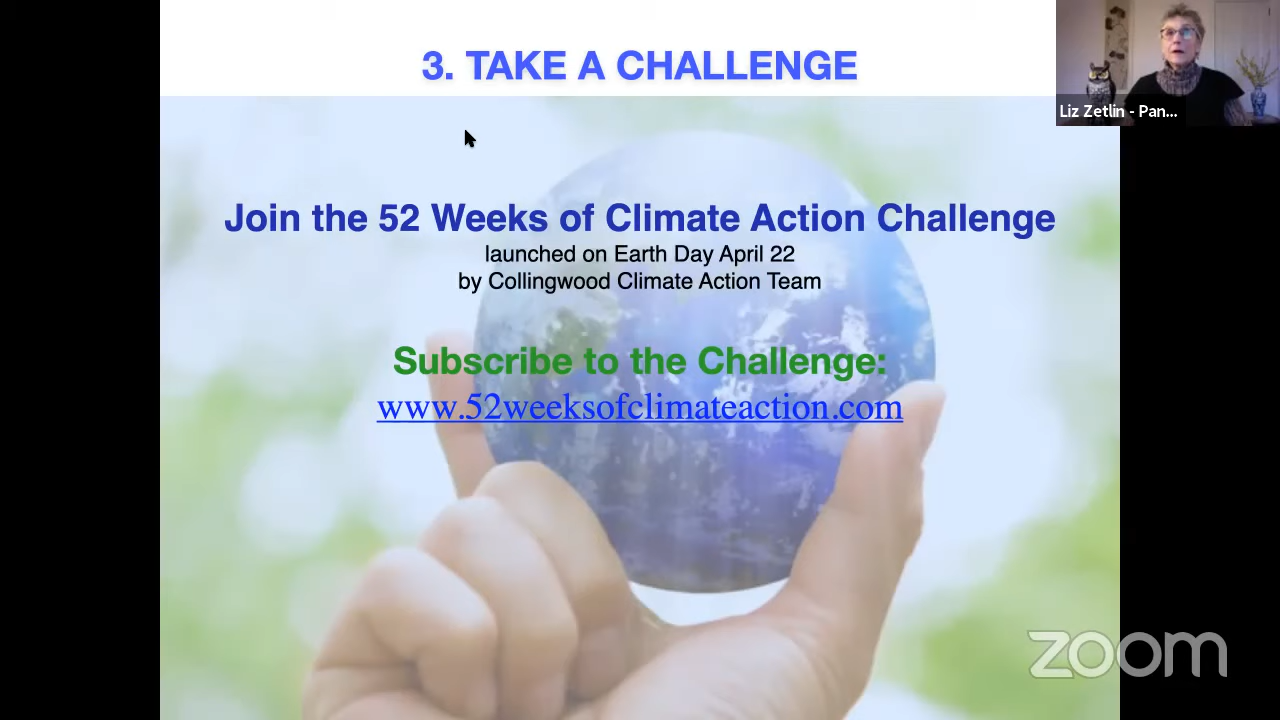 3. TAKE A CHALLENGE
Liz Zetlin - Pan...
Join the 52 Weeks of Climate Action Challenge
launched on Earth Day April 22
by Collingwood Climate Action Team
Subscribe to the Challenge:
www.52weeksofclimateaction.com
zoom